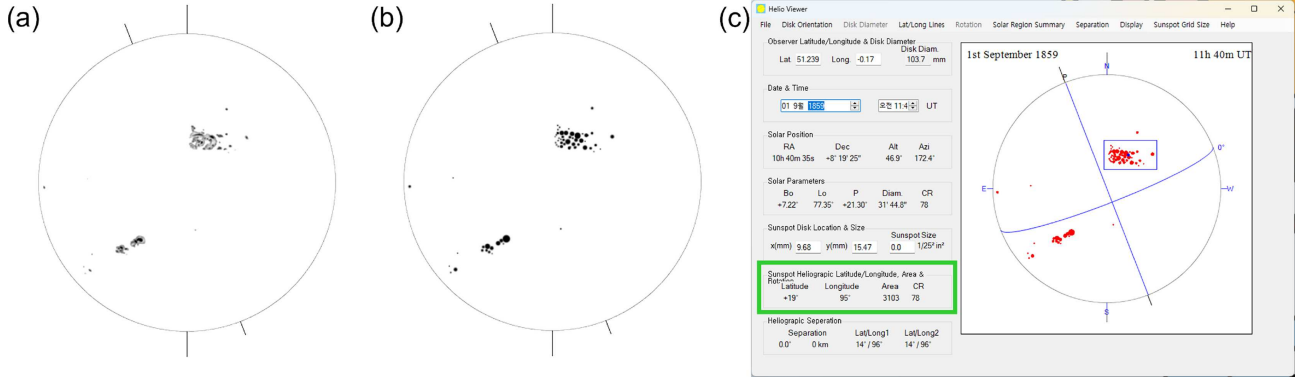 (a)
(b)
(c)
Helio Viewer
File Disk Orientation Disk Diameter Lat/Long Lines Rotation Solar Region Summary Separation Display Sunspot Grid Size Help
Observer Latitude/Longitude & Disk Diameter
Disk Diam.
Lat. 51.239 Long. -0.17 103.7 mm
Date & Time
01 9월 1859 오전 11:4 UT
Solar Position
RA Dec Alt Azi
10h 40m 35s +8° 19' 25" 46.9° 172.4°
Solar Parameters
Bo Lo P Diam. CR
+7.22° 77.35° +21.30° 31' 44.8" 78
Sunspot Disk Location & Size
Sunspot Size
x(mm) 9.68 y(mm) 15.47 0.0 1/25² in²
Sunspot Heliograpic Latitude/Longitude, Area &
Rotation
Latitude Longitude Area CR
+19° 95° 3103 78
Heliograpic Seperation
Separation Lat/Long1 Lat/Long2
0.0° 0 km 14° / 96° 14° / 96°
1st September 1859 11h 40m UT
P
N
0°
E
W
S